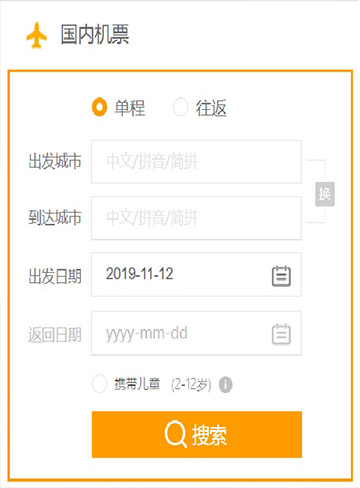 国内机票
单程 往返
出发城市 中文/拼音/简拼
换
到达城市 中文/拼音/简拼
出发日期 2019-11-12
返回日期 yyyy-mm-dd
携带儿童 (2-12岁) i
搜索